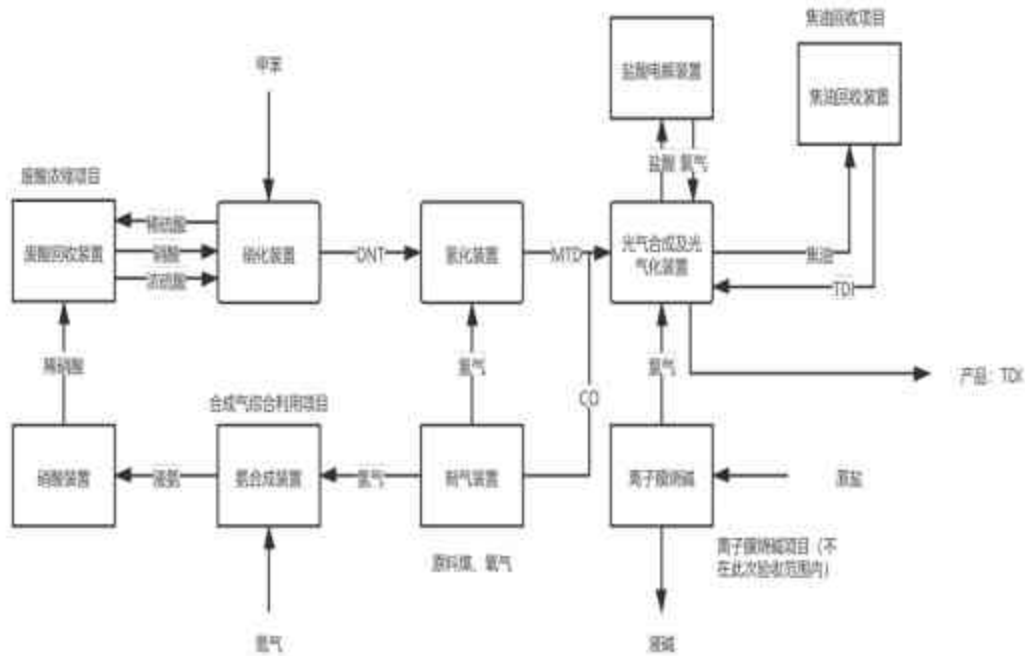 焦油回收项目
甲苯
盐酸电解装置
焦油回收装置
盐酸 氯气
废酸浓缩项目
废酸回收装置
稀硫酸
硝酸
浓硫酸
硝化装置
DNT
氢化装置
MTD
光气合成及光
气化装置
焦油
TDI
稀硝酸
氢气
CO
氯气
产品：TDI
合成气综合利用项目
硝酸装置
液氨
氨合成装置
氢气
制气装置
离子膜烧碱
原盐
原料煤、氧气
离子膜烧碱项目（不
在此次验收范围内）
氮气
液碱